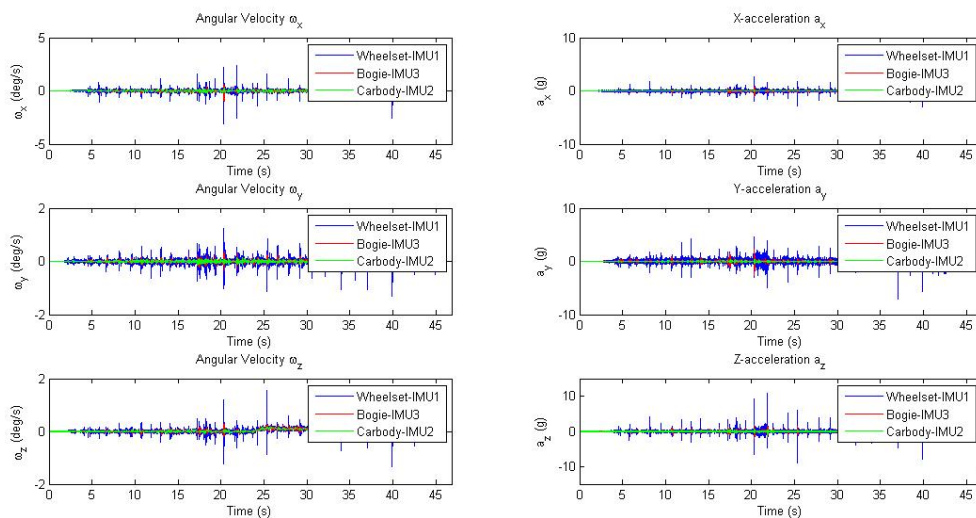 Angular Velocity ωx
5
0
-5
ωx (deg/s)
0 5 10 15 20 25 30 35 40 45
Time (s)
Wheelset-IMU1
Bogie-IMU3
Carbody-IMU2
X-acceleration ax
10
0
-10
ax (g)
0 5 10 15 20 25 30 35 40 45
Time (s)
Wheelset-IMU1
Bogie-IMU3
Carbody-IMU2
Angular Velocity ωy
2
0
-2
ωy (deg/s)
0 5 10 15 20 25 30 35 40 45
Time (s)
Wheelset-IMU1
Bogie-IMU3
Carbody-IMU2
Y-acceleration ay
10
0
-10
ay (g)
0 5 10 15 20 25 30 35 40 45
Time (s)
Wheelset-IMU1
Bogie-IMU3
Carbody-IMU2
Angular Velocity ωz
2
0
-2
ωz (deg/s)
0 5 10 15 20 25 30 35 40 45
Time (s)
Wheelset-IMU1
Bogie-IMU3
Carbody-IMU2
Z-acceleration az
10
0
-10
az (g)
0 5 10 15 20 25 30 35 40 45
Time (s)
Wheelset-IMU1
Bogie-IMU3
Carbody-IMU2